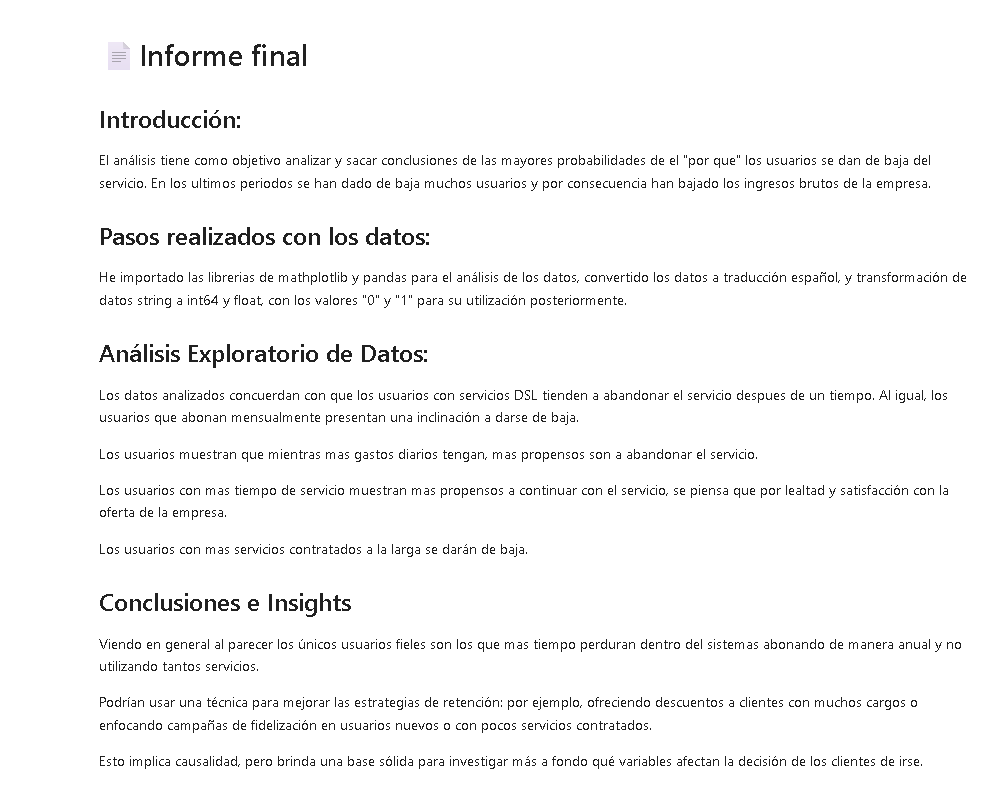 Informe final
Introducción:
El análisis tiene como objetivo analizar y sacar conclusiones de las mayores probabilidades de el "por que" los usuarios se dan de baja del
servicio. En los ultimos periodos se han dado de baja muchos usuarios y por consecuencia han bajado los ingresos brutos de la empresa.
Pasos realizados con los datos:
He importado las librerias de mathplotlib y pandas para el análisis de los datos, convertido los datos a traducción español, y transformación de
datos string a int64 y float, con los valores "0" y "1" para su utilización posteriormente.
Análisis Exploratorio de Datos:
Los datos analizados concuerdan con que los usuarios con servicios DSL tienden a abandonar el servicio despues de un tiempo. Al igual, los
usuarios que abonan mensualmente presentan una inclinación a darse de baja.
Los usuarios muestran que mientras mas gastos diarios tengan, mas propensos son a abandonar el servicio.
Los usuarios con mas tiempo de servicio muestran mas propensos a continuar con el servicio, se piensa que por lealtad y satisfacción con la
oferta de la empresa.
Los usuarios con mas servicios contratados a la larga se darán de baja.
Conclusiones e Insights
Viendo en general al parecer los únicos usuarios fieles son los que mas tiempo perduran dentro del sistemas abonando de manera anual y no
utilizando tantos servicios.
Podrían usar una técnica para mejorar las estrategias de retención: por ejemplo, ofreciendo descuentos a clientes con muchos cargos o
enfocando campañas de fidelización en usuarios nuevos o con pocos servicios contratados.
Esto implica causalidad, pero brinda una base sólida para investigar más a fondo qué variables afectan la decisión de los clientes de irse.